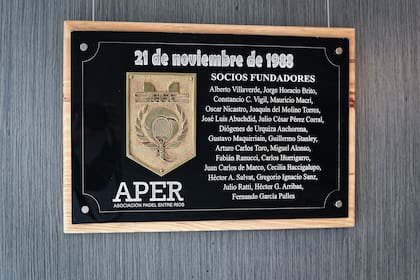 21 de noviembre de 1988
SOCIOS FUNDADORES
Alberto Villaverde, Jorge Horacio Brito,
Constancio C. Vigil, Mauricio Macri,
Oscar Nicastro, Joaquín del Molino Torres,
José Luis Abuchdid, Julio César Pérez Corral,
Diógenes de Urquiza Anchorena,
Gustavo Maquirriain, Guillermo Stanley,
Arturo Carlos Toro, Miguel Alonso,
Fabián Ranucci, Carlos Iturrigarro,
Juan Carlos de Marco, Cecilia Baccigalupo,
Héctor A. Salvat, Gregorio Ignacio Sanz,
Julio Ratti, Héctor G. Arribas,
Fernando García Pulles
APER
ASOCIACIÓN PADEL ENTRE RÍOS